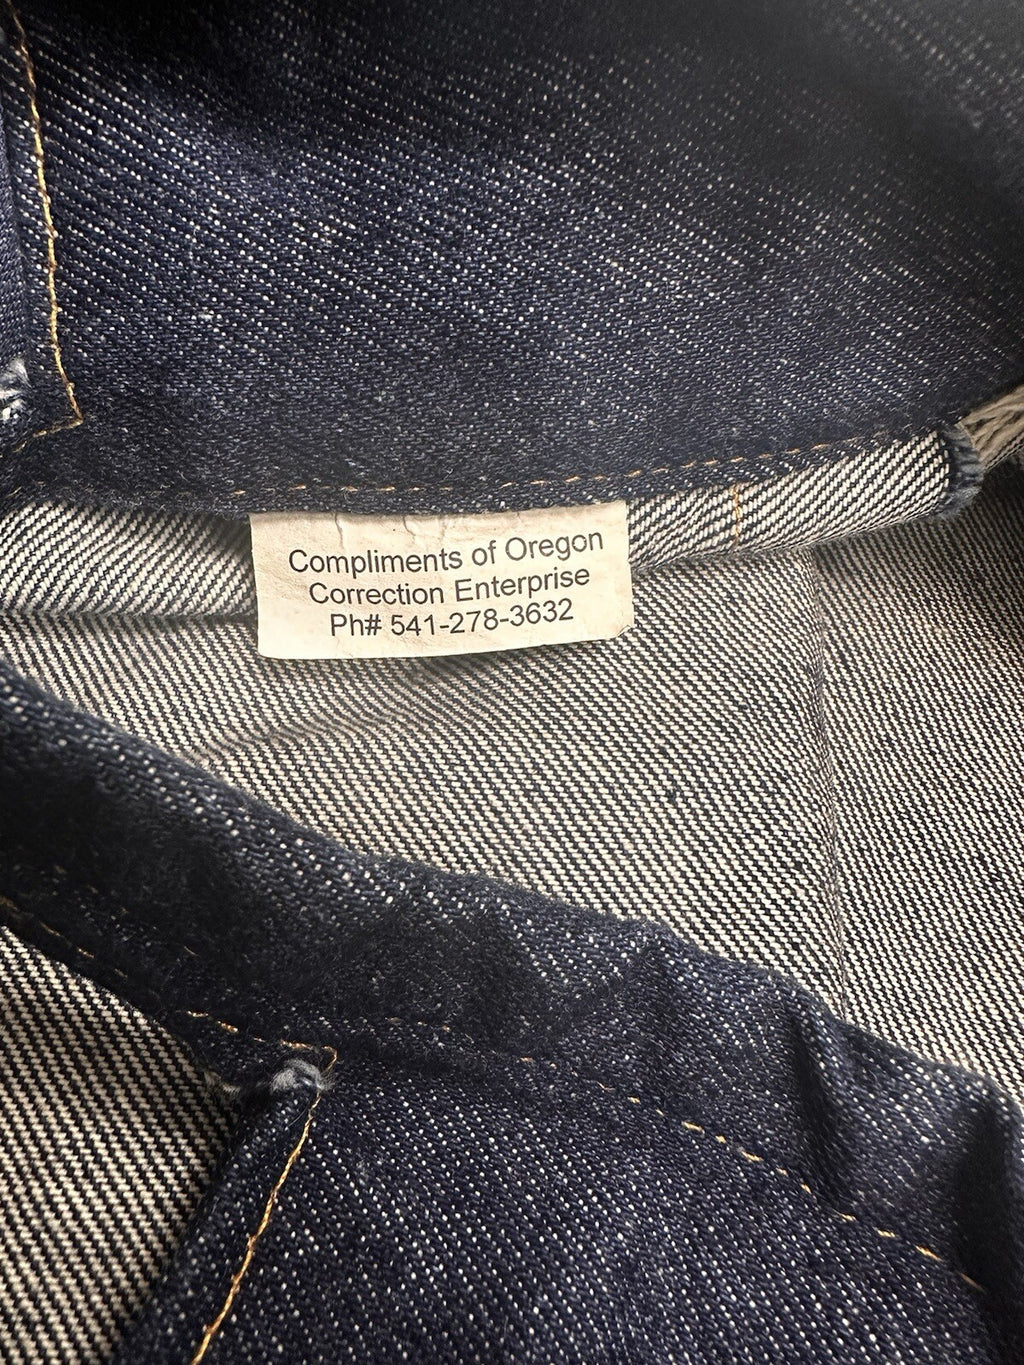 Compliments of Oregon
Correction Enterprise
Ph# 541-278-3632